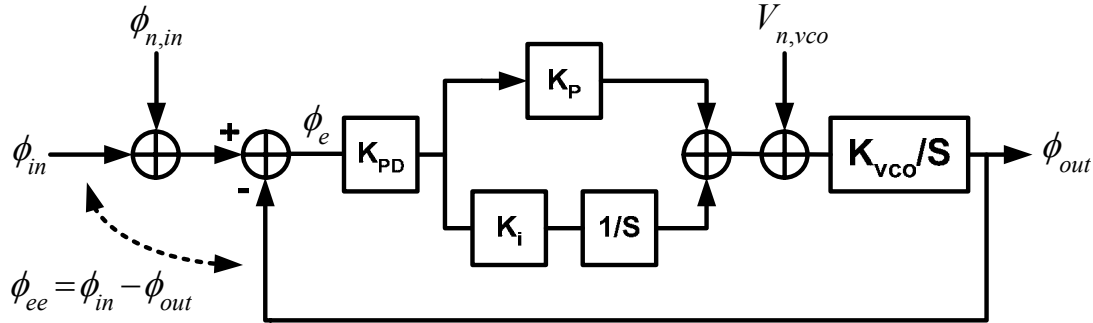 ϕn,in
Vn,vco
KP
ϕin
+
ϕe
KPD
Kvco/S
ϕout
-
Ki
1/S
ϕee = ϕin − ϕout